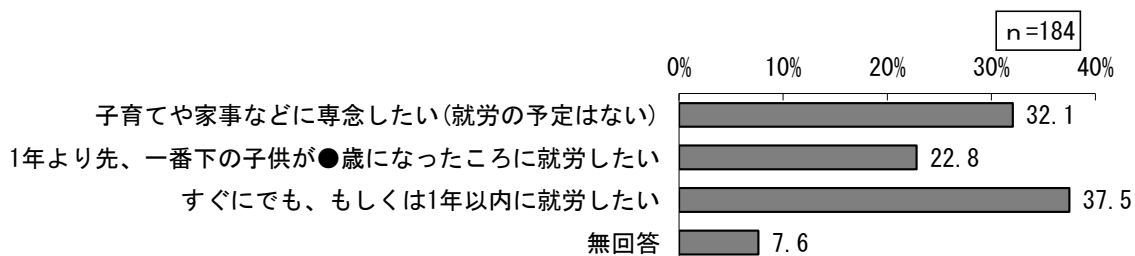 n=184
0% 10% 20% 30% 40%
子育てや家事などに専念したい(就労の予定はない) 32.1
1年より先、一番下の子供が●歳になったころに就労したい 22.8
すぐにでも、もしくは1年以内に就労したい 37.5
無回答 7.6